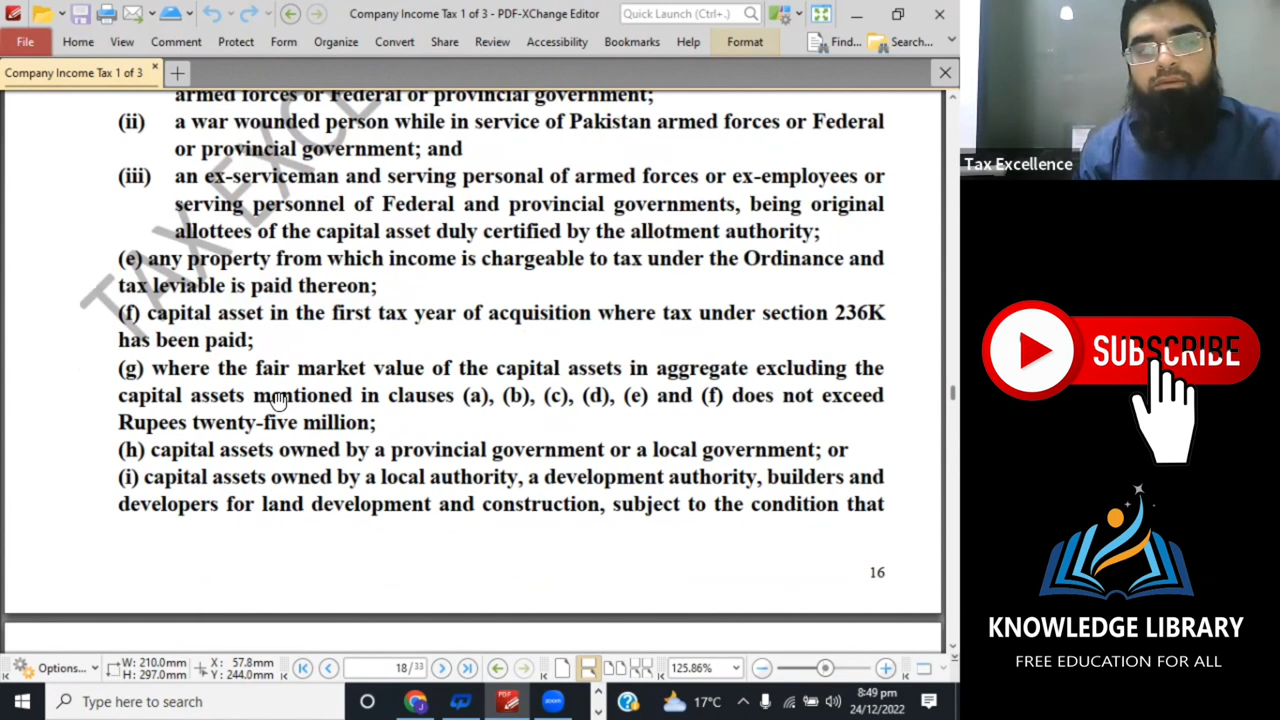 Company Income Tax 1 of 3 - PDF-XChange Editor
Quick Launch (Ctrl+.)
File Home View Comment Protect Form Organize Convert Share Review Accessibility Bookmarks Help Format Find... Search...
Company Income Tax 1 of 3
armed forces or Federal or provincial government;
(ii) a war wounded person while in service of Pakistan armed forces or Federal
or provincial government; and
(iii) an ex-serviceman and serving personal of armed forces or ex-employees or
serving personnel of Federal and provincial governments, being original
allottees of the capital asset duly certified by the allotment authority;
(e) any property from which income is chargeable to tax under the Ordinance and
tax leviable is paid thereon;
(f) capital asset in the first tax year of acquisition where tax under section 236K
has been paid;
(g) where the fair market value of the capital assets in aggregate excluding the
capital assets mentioned in clauses (a), (b), (c), (d), (e) and (f) does not exceed
Rupees twenty-five million;
(h) capital assets owned by a provincial government or a local government; or
(i) capital assets owned by a local authority, a development authority, builders and
developers for land development and construction, subject to the condition that
16
TAX EXCE
Options...
W: 210.0mm
H: 297.0mm
X: 57.8mm
Y: 244.0mm
18 / 33
125.86%
Type here to search
17°C
8:49 pm
24/12/2022
Tax Excellence
SUBSCRIBE
KNOWLEDGE LIBRARY
FREE EDUCATION FOR ALL
PDF
zoom